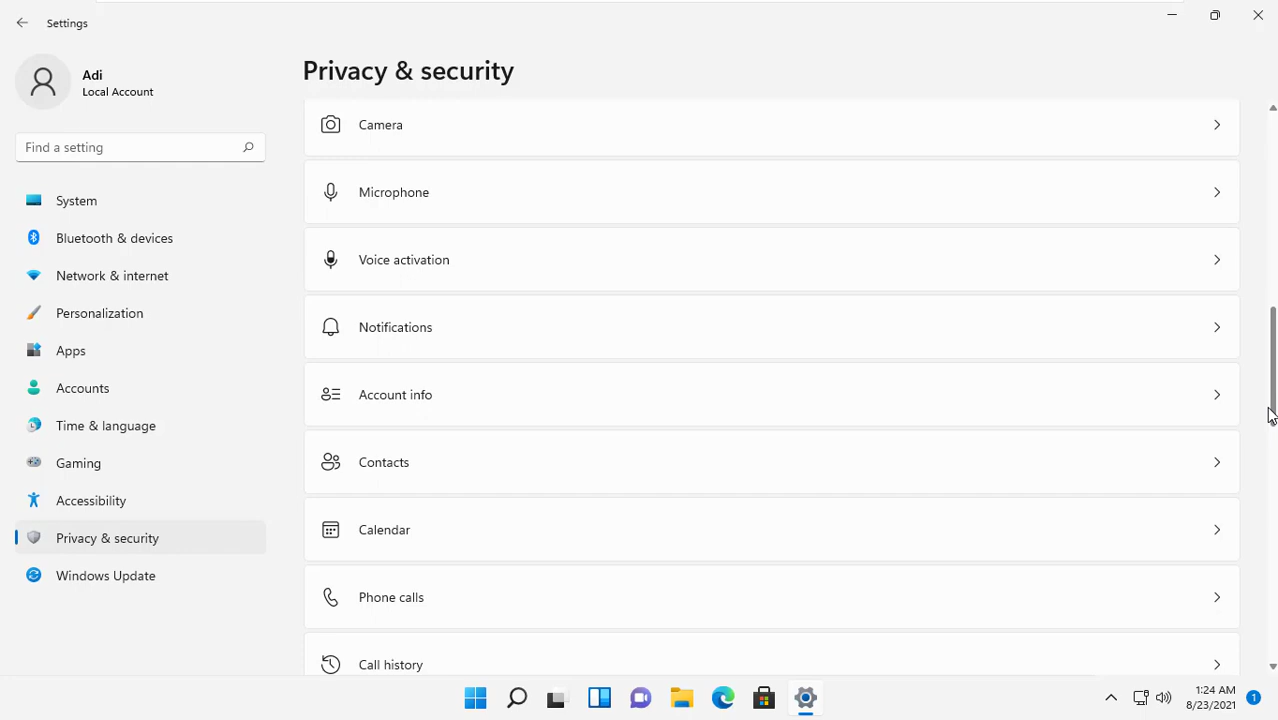 Settings
Adi
Local Account
Find a setting
System
Bluetooth & devices
Network & internet
Personalization
Apps
Accounts
Time & language
Gaming
Accessibility
Privacy & security
Windows Update
Privacy & security
Camera
Microphone
Voice activation
Notifications
Account info
Contacts
Calendar
Phone calls
Call history
1:24 AM
8/23/2021
1